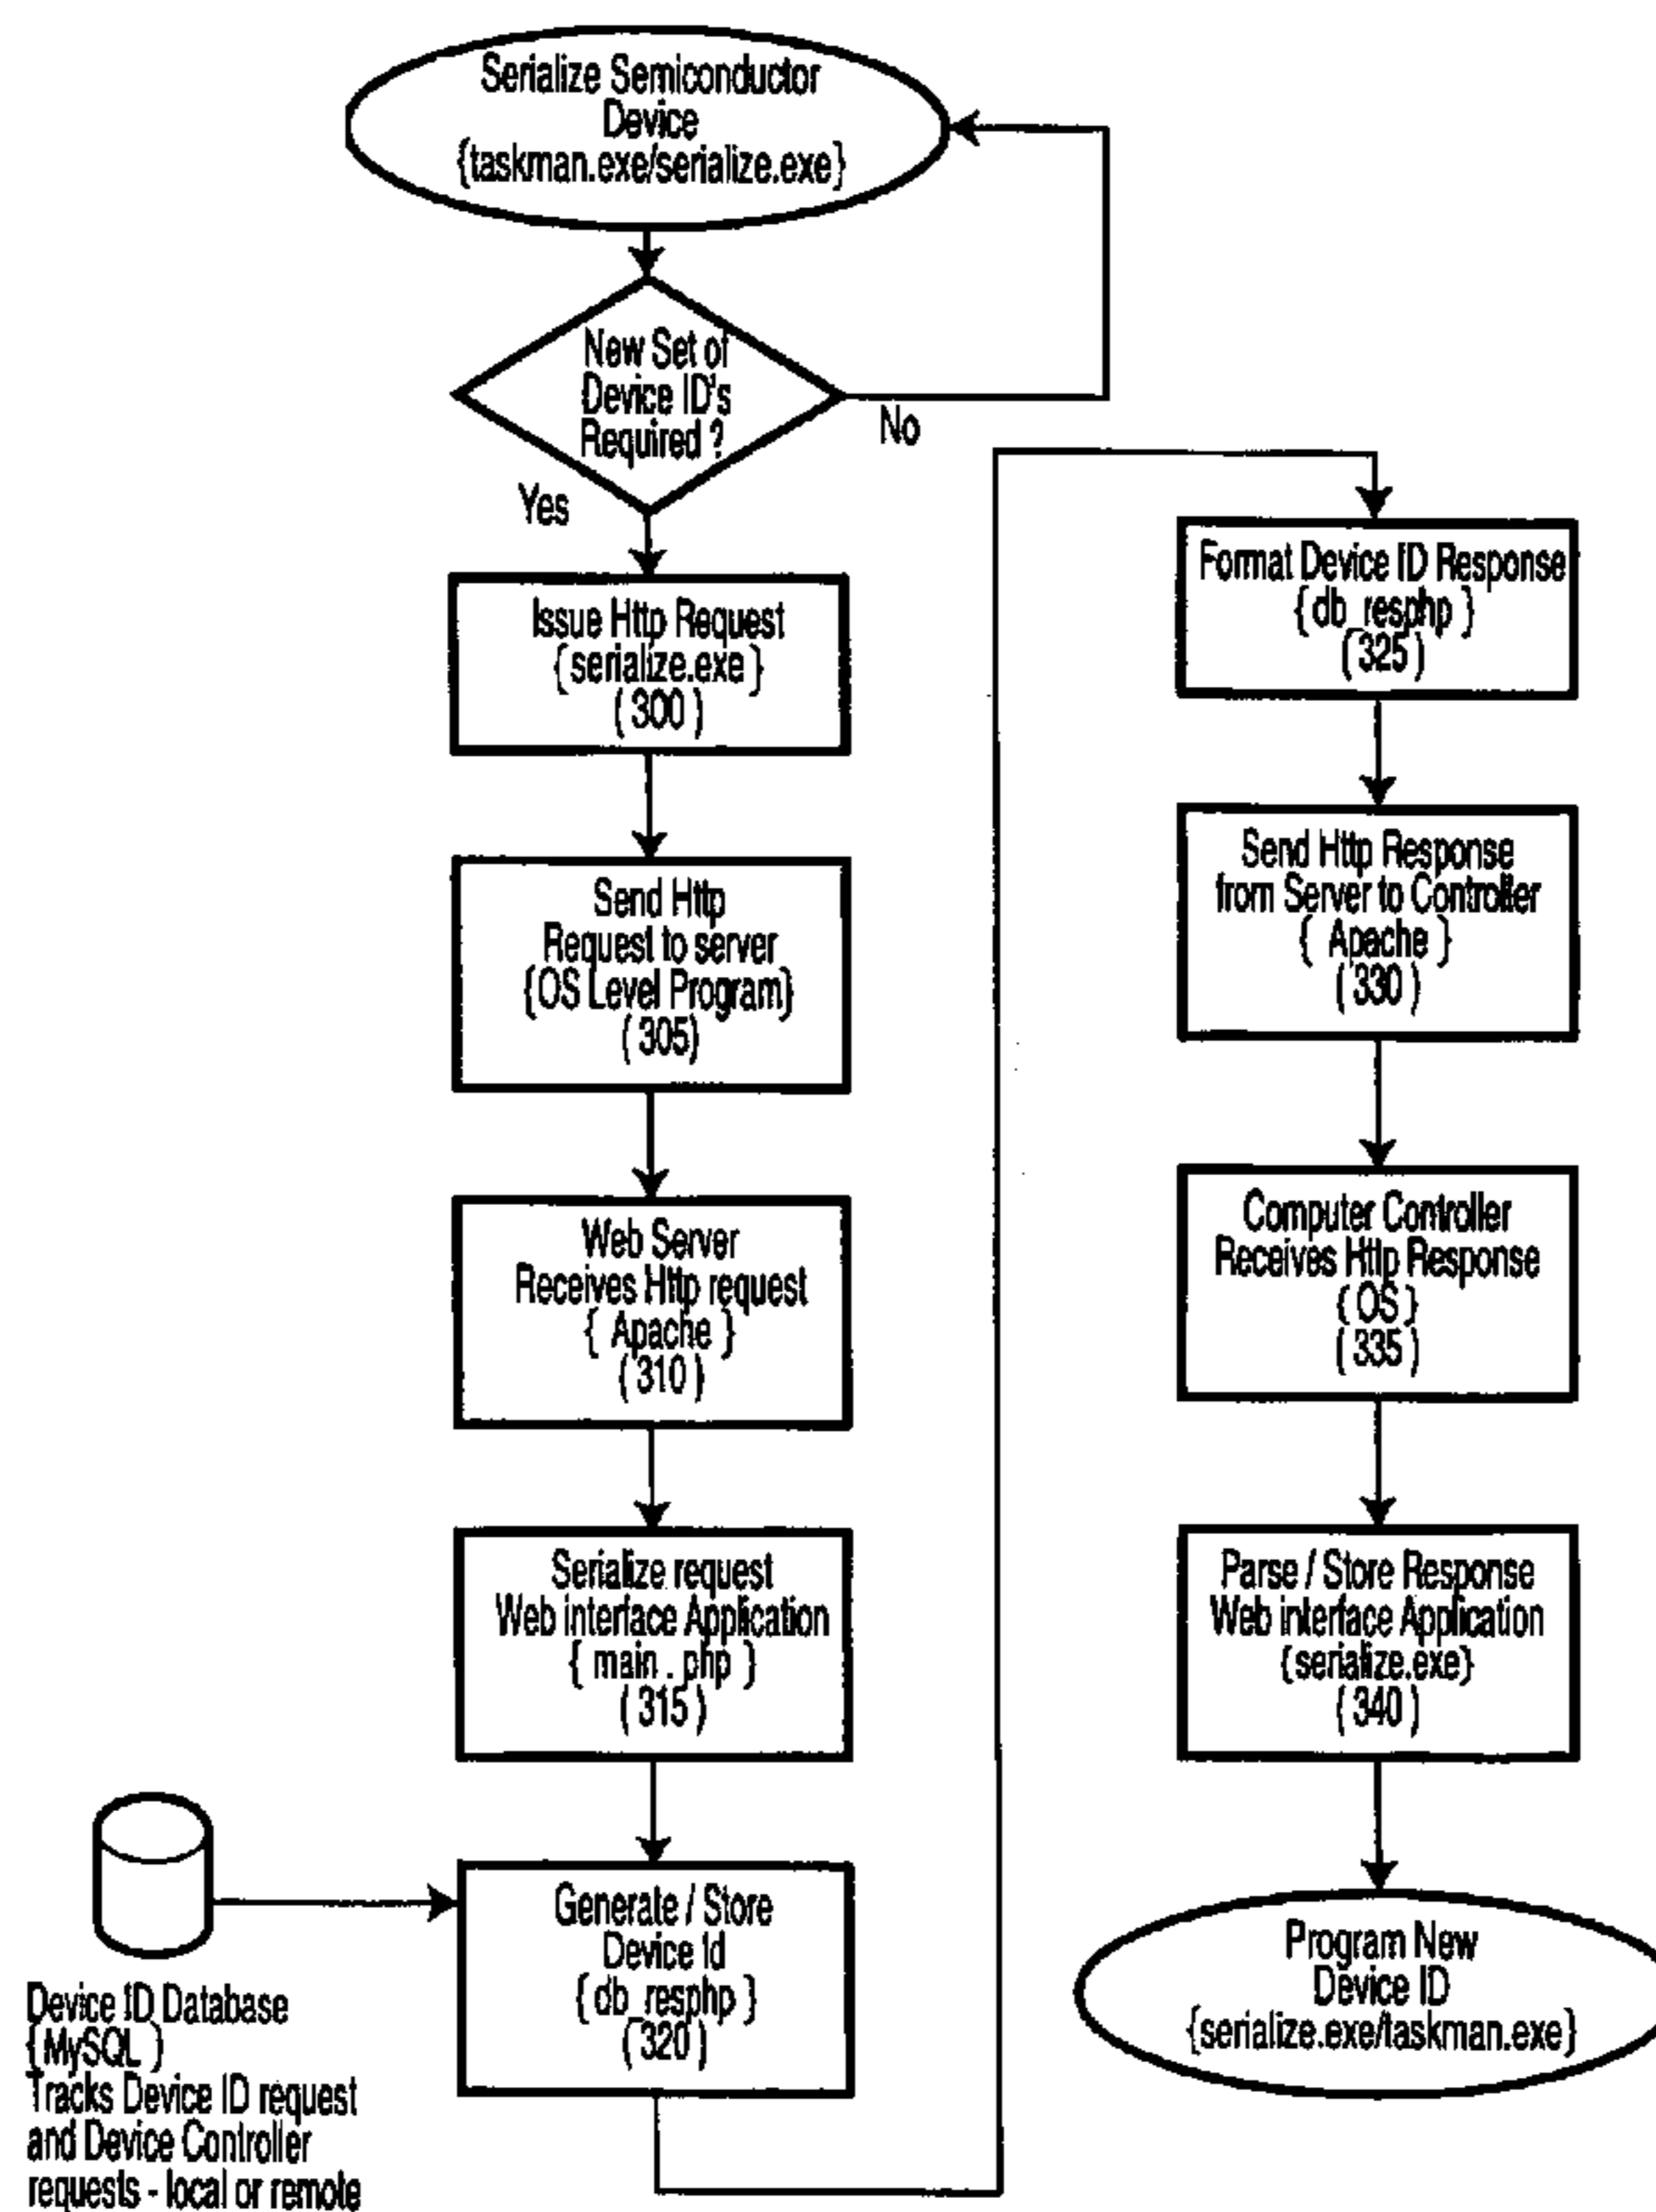 Serialize Semiconductor
Device
{taskman.exe/serialize.exe}
New Set of
Device ID's
Required ?
No
Yes
Issue Http Request
{serialize.exe}
(300)
Send Http
Request to server
{OS Level Program}
(305)
Web Server
Receives Http request
{ Apache }
(310)
Serialize request
Web interface Application
{ main . php }
(315)
Generate / Store
Device Id
{db_resphp}
(320)
Device ID Database
{MySQL )
Tracks Device ID request
and Device Controller
requests - local or remote
Format Device ID Response
{db_resphp }
(325)
Send Http Response
from Server to Controller
{ Apache }
(330)
Computer Controller
Receives Http Response
{OS}
(335)
Parse / Store Response
Web interface Application
{serialize.exe}
(340)
Program New
Device ID
{serialize.exe/taskman.exe}